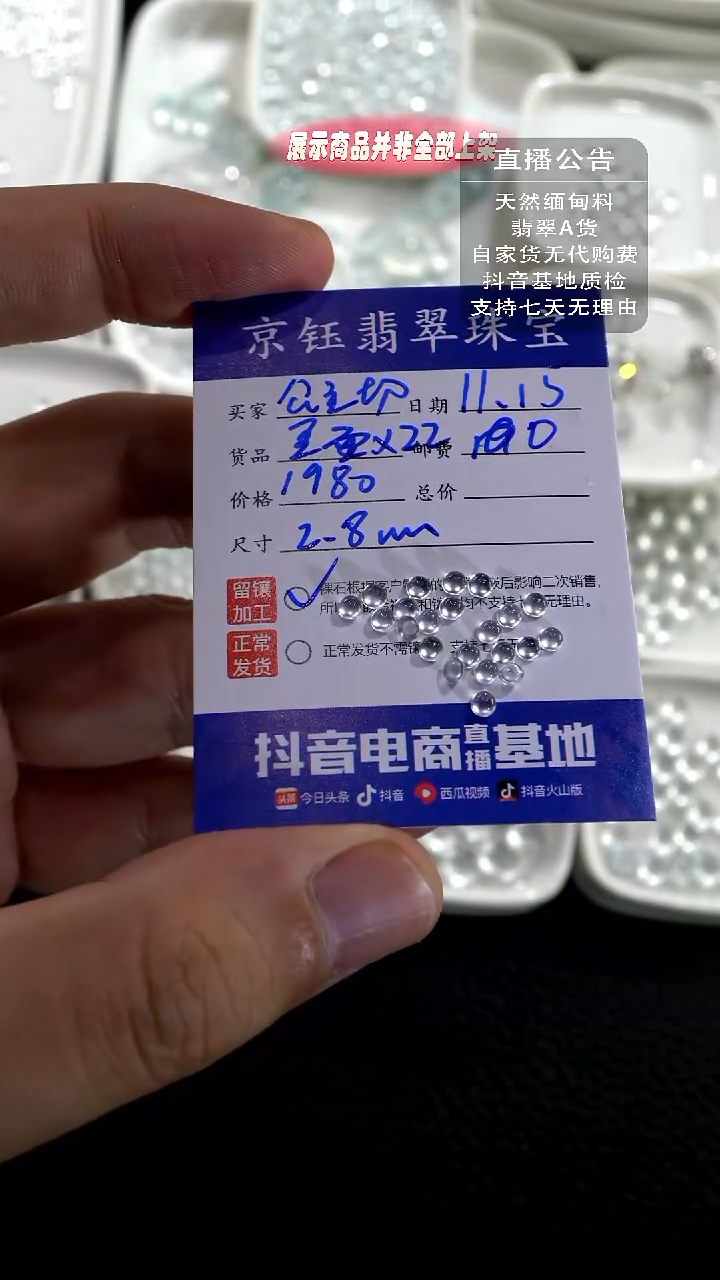 展示商品并非全部上架
直播公告
天然缅甸料
翡翠A货
自家货无代购费
抖音基地质检
支持七天无理由
京钰翡翠珠宝
买家 日期 11.15
货品 x22 邮费
价格 1980 总价
尺寸 2-8mm
留镶加工
正常发货
正常发货不需镶
抖音电商直播基地
头条 今日头条 抖音 西瓜视频 抖音火山版